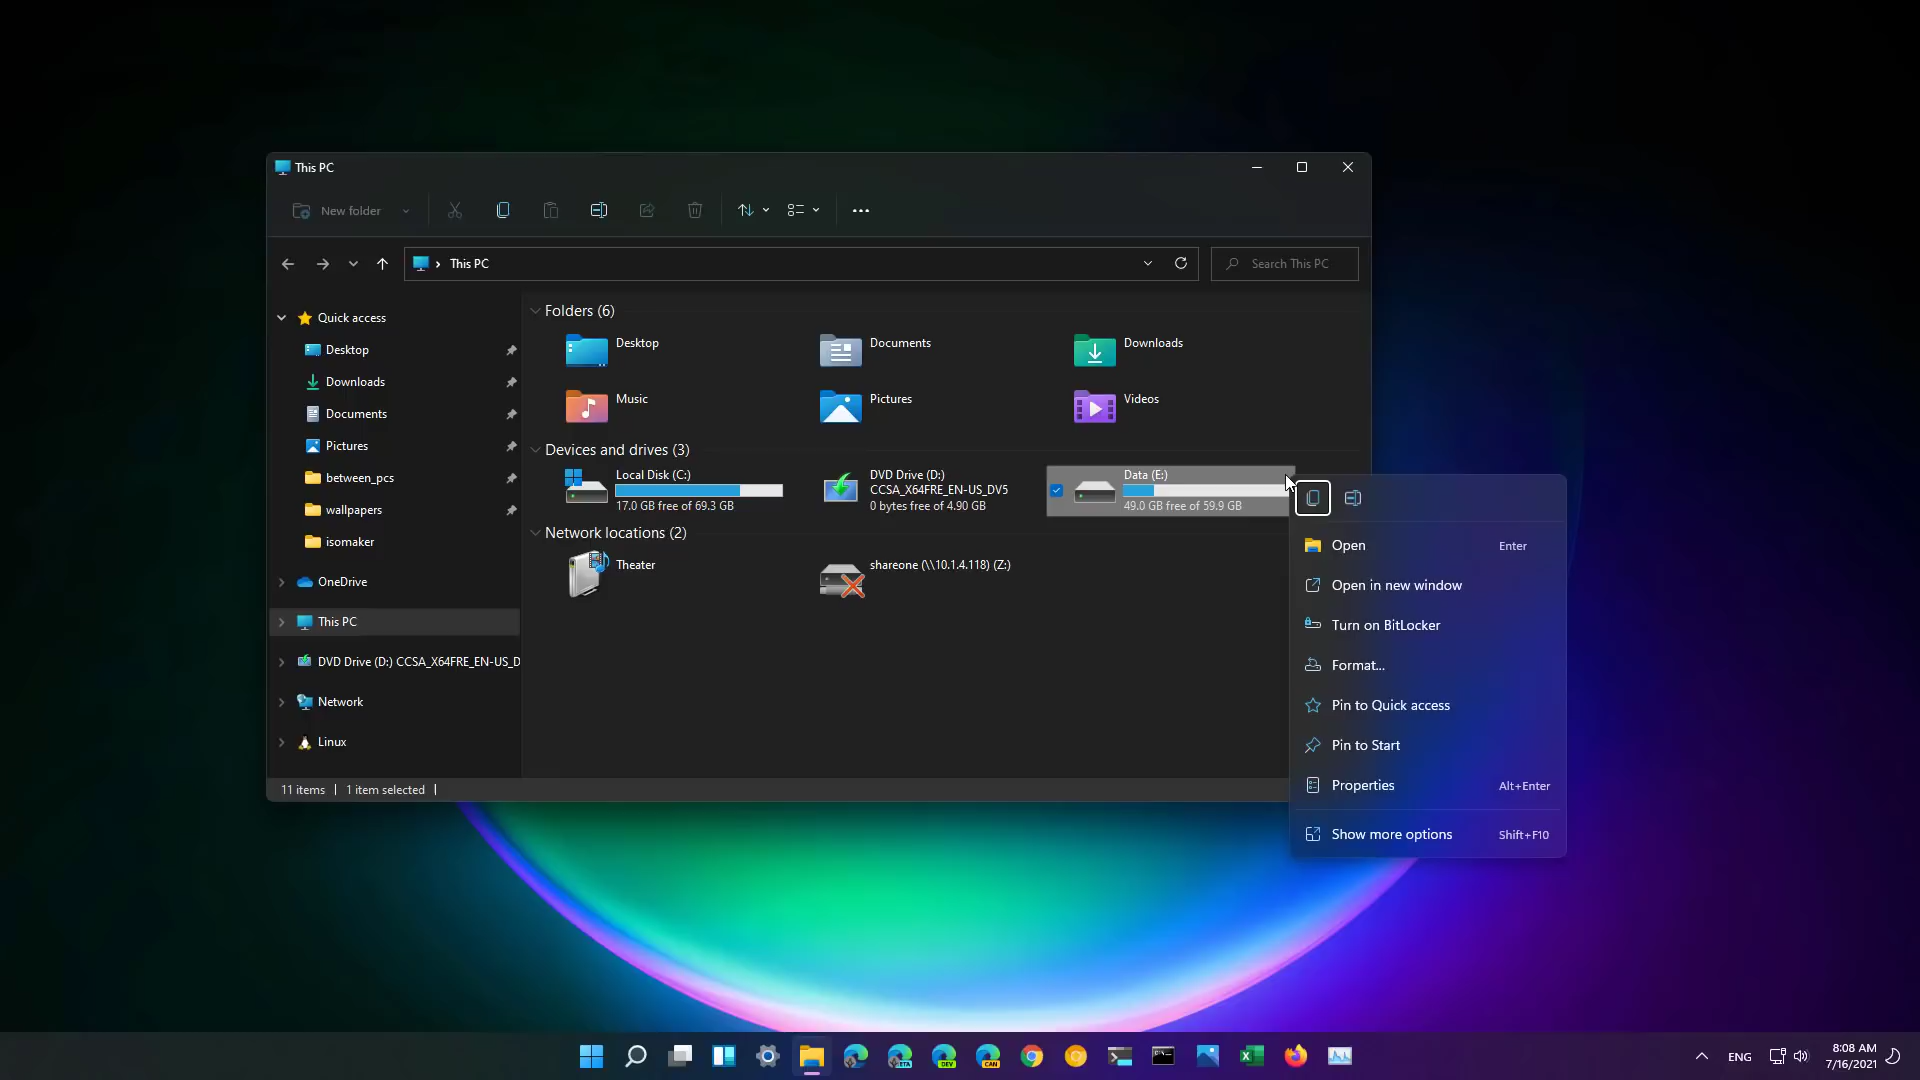 This PC
New folder
This PC
Search This PC
Quick access
Desktop
Downloads
Documents
Pictures
between_pcs
wallpapers
isomaker
OneDrive
This PC
DVD Drive (D:) CCSA_X64FRE_EN-US_D
Network
Linux
Folders (6)
Desktop
Documents
Downloads
Music
Pictures
Videos
Devices and drives (3)
Local Disk (C:)
17.0 GB free of 69.3 GB
DVD Drive (D:)
CCSA_X64FRE_EN-US_DV5
0 bytes free of 4.90 GB
Data (E:)
49.0 GB free of 59.9 GB
Network locations (2)
Theater
shareone (\\10.1.4.118) (Z:)
11 items
1 item selected
Open Enter
Open in new window
Turn on BitLocker
Format...
Pin to Quick access
Pin to Start
Properties Alt+Enter
Show more options Shift+F10
BETA
DEV
CAN
ENG
8:08 AM
7/16/2021